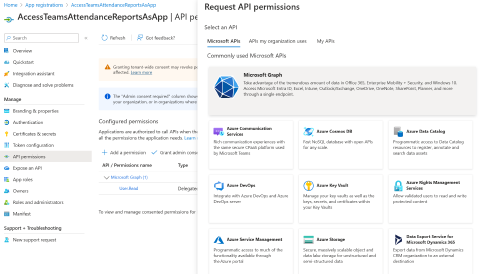 Home > App registrations > AccessTeamsAttendanceReportsAsApp
AccessTeamsAttendanceReportsAsApp | API pe
Search
Overview
Quickstart
Integration assistant
Diagnose and solve problems
Manage
Branding & properties
Authentication
Certificates & secrets
Token configuration
API permissions
Expose an API
App roles
Owners
Roles and administrators
Manifest
Support + Troubleshooting
New support request
Refresh
Got feedback?
Granting tenant-wide consent may revoke pe
affected. Learn more
The "Admin consent required" column shows
your organization, or in organizations where
Configured permissions
Applications are authorized to call APIs when the
all the permissions the application needs. Learn
Add a permission
Grant admin cons
API / Permissions name
Type
Microsoft Graph (1)
User.Read
Delegated
To view and manage consented permissions for
Request API permissions
Select an API
Microsoft APIs
APIs my organization uses
My APIs
Commonly used Microsoft APIs
Microsoft Graph
Take advantage of the tremendous amount of data in Office 365, Enterprise Mobility + Security, and Windows 10.
Access Microsoft Entra ID, Excel, Intune, Outlook/Exchange, OneDrive, OneNote, SharePoint, Planner, and more
through a single endpoint.
Azure Communication
Services
Rich communication experiences
with the same secure CPaaS platform used
by Microsoft Teams
Azure Cosmos DB
Fast NoSQL database with open APIs
for any scale
Azure Data Catalog
Programmatic access to Data Catalog
resources to register, annotate and
search data assets
Azure DevOps
Integrate with Azure DevOps and Azure
DevOps server
Azure Key Vault
Manage your key vaults as well as the
keys, secrets, and certificates within
your Key Vaults
Azure Rights Management
Services
Allow validated users to read and write
protected content
Azure Service Management
Programmatic access to much of the
functionality available through
the Azure portal
Azure Storage
Secure, massively scalable object and
data lake storage for unstructured and
semi-structured data
Data Export Service for
Microsoft Dynamics 365
Export data from Microsoft Dynamics
CRM organization to an external
destination